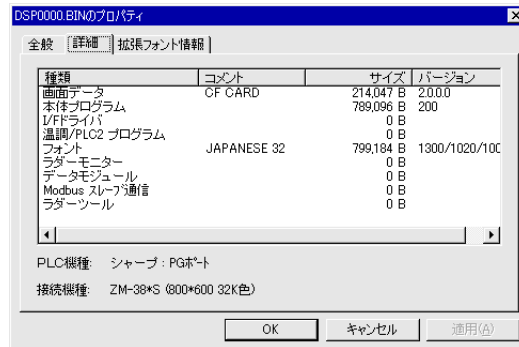 DSP0000.BINのプロパティ
全般 詳細 拡張フォント情報
種類 コメント サイズ バージョン
画面データ CF CARD 214,047 B 2.0.0.0
本体プログラム 789,096 B 200
I/Fドライバ 0 B
温調/PLC2 プログラム 0 B
フォント JAPANESE 32 799,184 B 1300/1020/100
ラダーモニター 0 B
データモジュール 0 B
Modbus スレーブ通信 0 B
ラダーツール 0 B
PLC機種: シャープ:PGポート
接続機種: ZM-38*S (800*600 32K色)
OK キャンセル 適用(A)